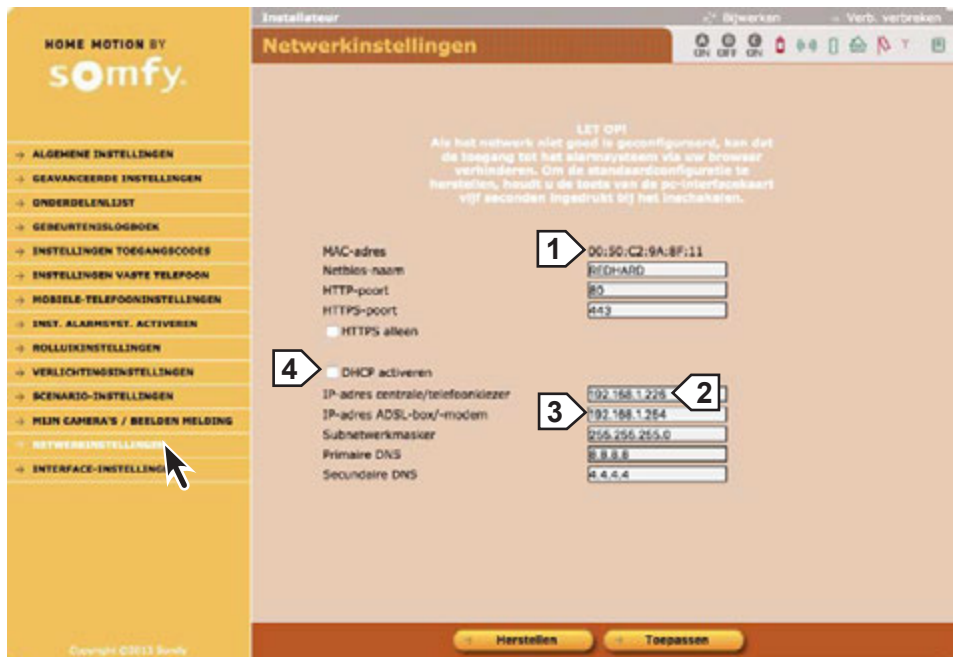 Installateur
Bijwerken
Verb. verbreken
HOME MOTION BY
somfy.
Netwerkinstellingen
A B C
ON OFF ON
LET OP!
Als het netwerk niet goed is geconfigureerd, kan dat
de toegang tot het alarmsysteem via uw browser
verhinderen. Om de standaardconfiguratie te
herstellen, houdt u de toets van de pc-interfacekaart
vijf seconden ingedrukt bij het inschakelen.
ALGEMENE INSTELLINGEN
GEAVANCEERDE INSTELLINGEN
ONDERDELENLIJST
GEBEURTENISLOGBOEK
INSTELLINGEN TOEGANGSCODES
INSTELLINGEN VASTE TELEFOON
MOBIELE-TELEFOONINSTELLINGEN
INST. ALARMSYST. ACTIVEREN
ROLLUIKINSTELLINGEN
VERLICHTINGSINSTELLINGEN
SCENARIO-INSTELLINGEN
MIJN CAMERA'S / BEELDEN MELDING
NETWERKINSTELLINGEN
INTERFACE-INSTELLINGEN
MAC-adres 1 00:50:C2:9A:8F:11
Netbios-naam REDHARD
HTTP-poort 80
HTTPS-poort 443
HTTPS alleen
4 DHCP activeren
IP-adres centrale/telefoonkiezer 192.168.1.226 2
IP-adres ADSL-box/-modem 3 192.168.1.254
Subnetwerkmasker 255.255.255.0
Primaire DNS 8.8.8.8
Secundaire DNS 4.4.4.4
Herstellen
Toepassen
Copyright ©2013 Somfy